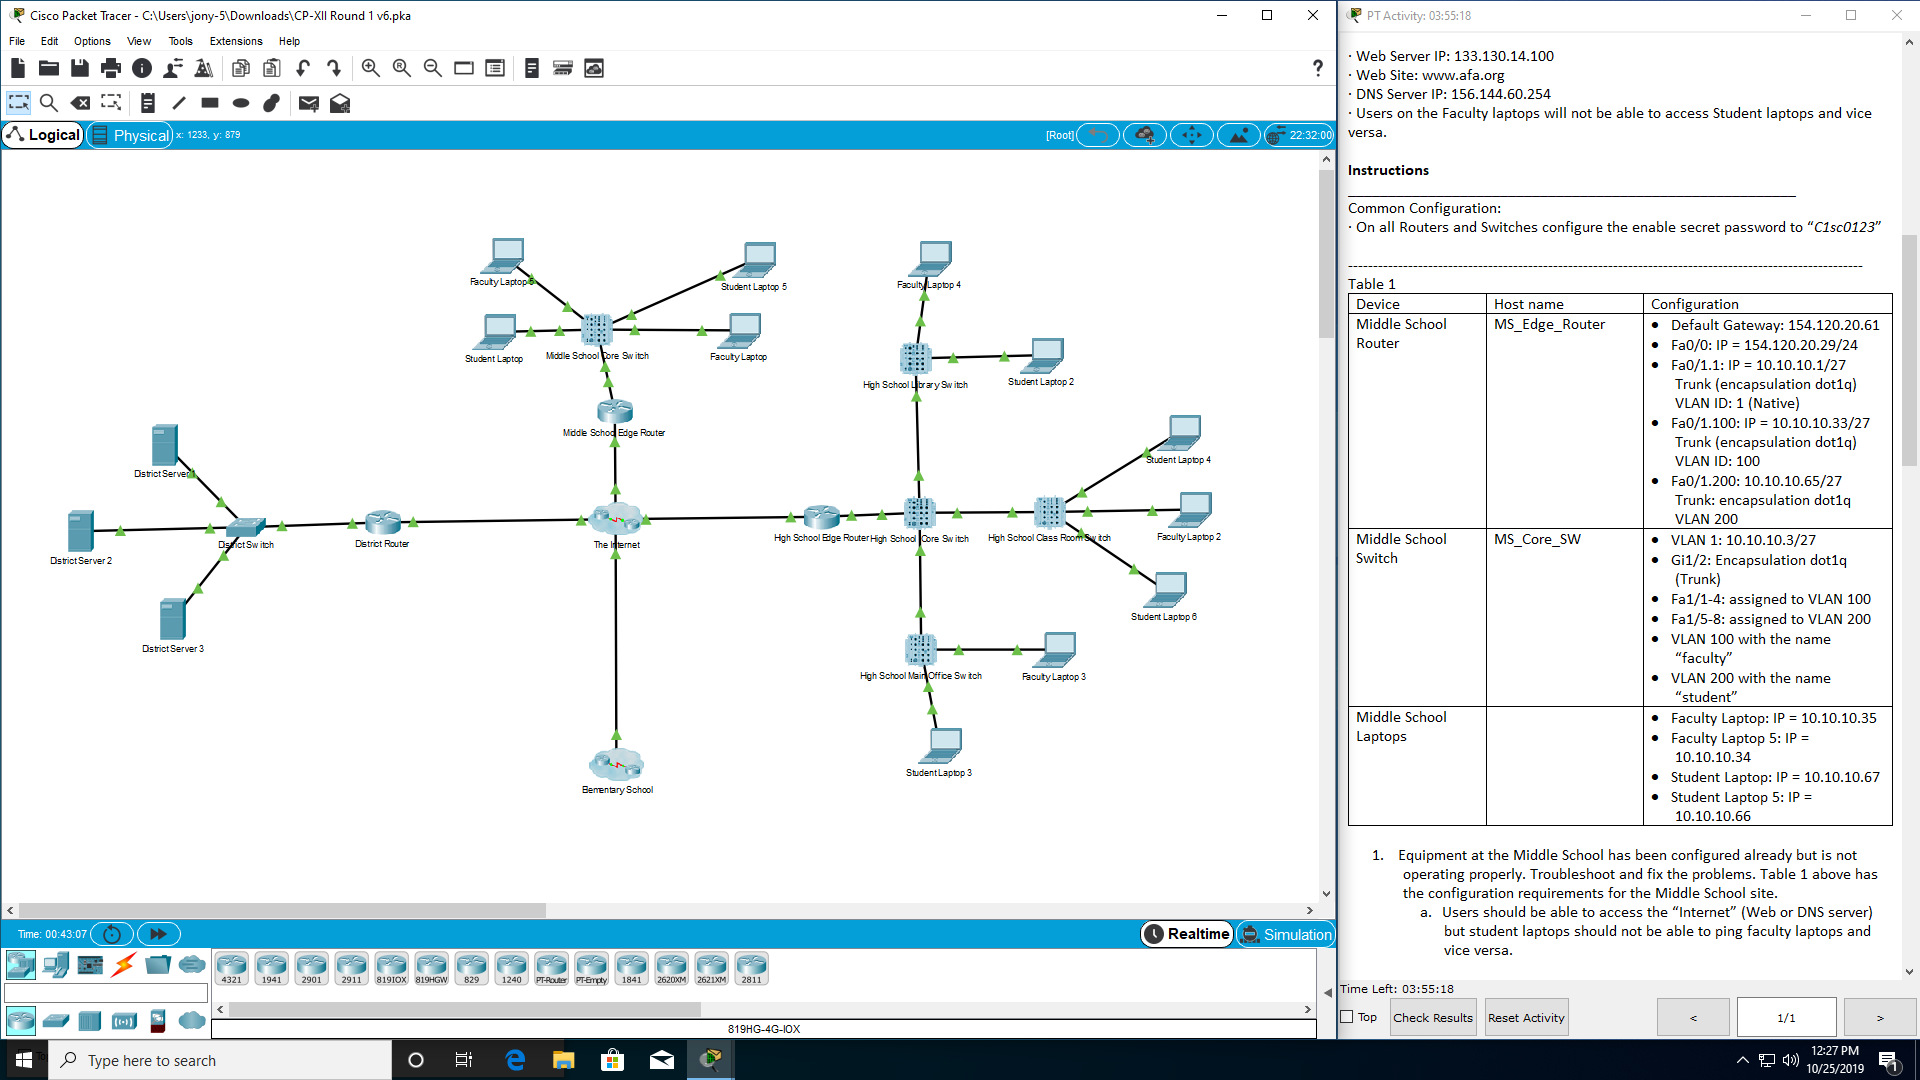 Cisco Packet Tracer - C:\Users\jony-5\Downloads\CP-XII Round 1 v6.pka
File Edit Options View Tools Extensions Help
Logical
Physical
x: 1233, y: 879
[Root]
22:32:00
Faculty Laptop 5
Student Laptop 5
Student Laptop
Middle School Core Switch
Faculty Laptop
Middle School Edge Router
Faculty Laptop 4
High School Library Switch
Student Laptop 2
Student Laptop 4
District Server
District Server 2
District Switch
District Router
The Internet
High School Edge Router
High School Core Switch
High School Class Room Switch
Faculty Laptop 2
Student Laptop 6
District Server 3
High School Main Office Switch
Faculty Laptop 3
Student Laptop 3
Elementary School
Time: 00:43:07
Realtime
Simulation
4321
1941
2901
2911
819IOX
819HGW
829
1240
PT-Router
PT-Empty
1841
2620XM
2621XM
2811
819HG-4G-IOX
PT Activity: 03:55:18
· Web Server IP: 133.130.14.100
· Web Site: www.afa.org
· DNS Server IP: 156.144.60.254
· Users on the Faculty laptops will not be able to access Student laptops and vice
versa.
Instructions
Common Configuration:
· On all Routers and Switches configure the enable secret password to “C1sc0123”
Table 1
Device
Host name
Configuration
Middle School
Router
MS_Edge_Router
• Default Gateway: 154.120.20.61
• Fa0/0: IP = 154.120.20.29/24
• Fa0/1.1: IP = 10.10.10.1/27
Trunk (encapsulation dot1q)
VLAN ID: 1 (Native)
• Fa0/1.100: IP = 10.10.10.33/27
Trunk (encapsulation dot1q)
VLAN ID: 100
• Fa0/1.200: 10.10.10.65/27
Trunk: encapsulation dot1q
VLAN 200
Middle School
Switch
MS_Core_SW
• VLAN 1: 10.10.10.3/27
• Gi1/2: Encapsulation dot1q
(Trunk)
• Fa1/1-4: assigned to VLAN 100
• Fa1/5-8: assigned to VLAN 200
• VLAN 100 with the name
“faculty”
• VLAN 200 with the name
“student”
Middle School
Laptops
• Faculty Laptop: IP = 10.10.10.35
• Faculty Laptop 5: IP =
10.10.10.34
• Student Laptop: IP = 10.10.10.67
• Student Laptop 5: IP =
10.10.10.66
1. Equipment at the Middle School has been configured already but is not
operating properly. Troubleshoot and fix the problems. Table 1 above has
the configuration requirements for the Middle School site.
a. Users should be able to access the “Internet” (Web or DNS server)
but student laptops should not be able to ping faculty laptops and
vice versa.
Time Left: 03:55:18
Top
Check Results
Reset Activity
<
1/1
>
Type here to search
12:27 PM
10/25/2019
1